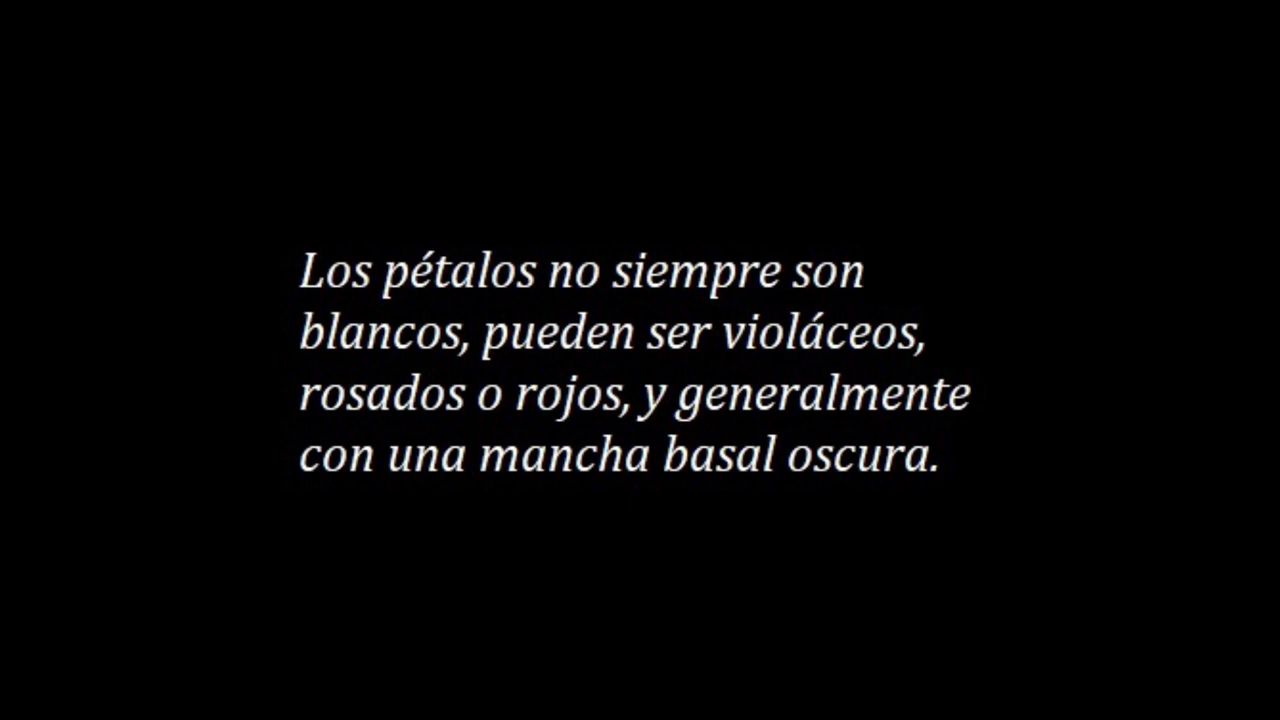 Los pétalos no siempre son
blancos, pueden ser violáceos,
rosados o rojos, y generalmente
con una mancha basal oscura.